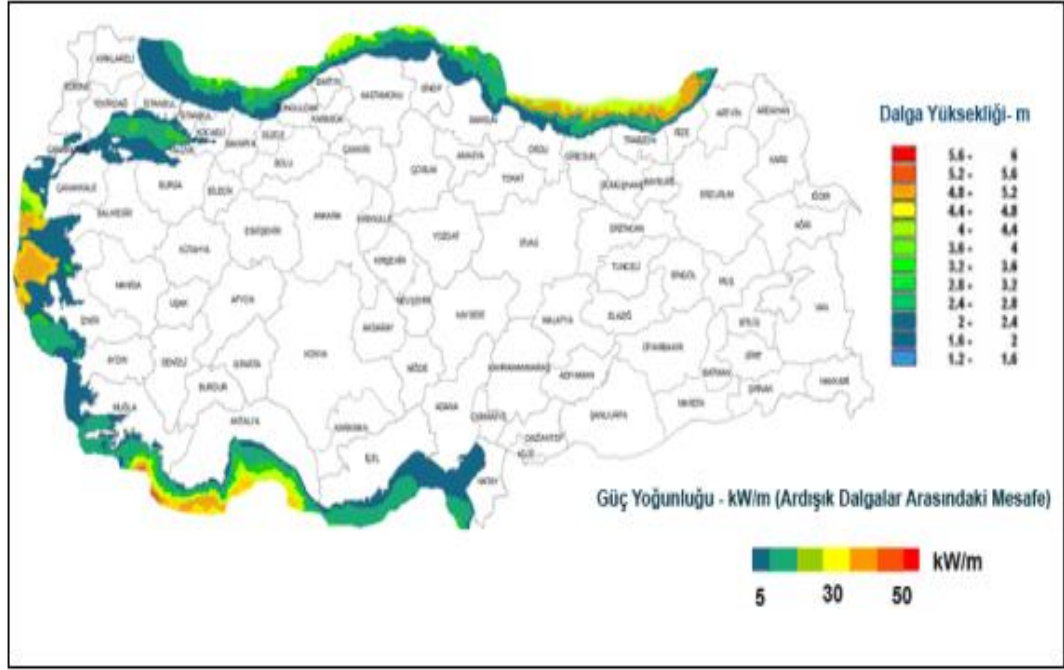 KIRKLARELİ
EDİRNE
TEKİRDAĞ
İSTANBUL
İSTANBUL
KOCAELİ
SAKARYA
DÜZCE
ZONGULDAK
BARTIN
KARABÜK
KASTAMONU
SİNOP
SAMSUN
ÇANKIRI
BOLU
ÇORUM
AMASYA
ORDU
GİRESUN
TRABZON
RİZE
ARTVİN
ARDAHAN
KARS
IĞDIR
AĞRI
ERZURUM
GÜMÜŞHANE
BAYBURT
TOKAT
ÇANAKKALE
ÇANAKKALE
BURSA
BİLECİK
BALIKESİR
ESKİŞEHİR
ANKARA
KIRIKKALE
YOZGAT
SİVAS
ERZİNCAN
TUNCELİ
BİNGÖL
MUŞ
VAN
BİTLİS
KÜTAHYA
MANİSA
UŞAK
AFYON
KIRŞEHİR
NEVŞEHİR
KAYSERİ
MALATYA
ELAZIĞ
DİYARBAKIR
BATMAN
SİİRT
ŞIRNAK
HAKKARİ
İZMİR
AYDIN
DENİZLİ
ISPARTA
BURDUR
KONYA
AKSARAY
NİĞDE
KAHRAMANMARAŞ
ADIYAMAN
ŞANLIURFA
MARDİN
MUĞLA
ANTALYA
KARAMAN
İÇEL
ADANA
OSMANİYE
GAZİANTEP
KİLİS
HATAY
Dalga Yüksekliği- m
5.6 - 6
5.2 - 5.6
4.8 - 5.2
4.4 - 4.8
4 - 4.4
3.6 - 4
3.2 - 3.6
2.8 - 3.2
2.4 - 2.8
2 - 2.4
1.6 - 2
1.2 - 1.6
Güç Yoğunluğu - kW/m (Ardışık Dalgalar Arasındaki Mesafe)
kW/m
5 30 50